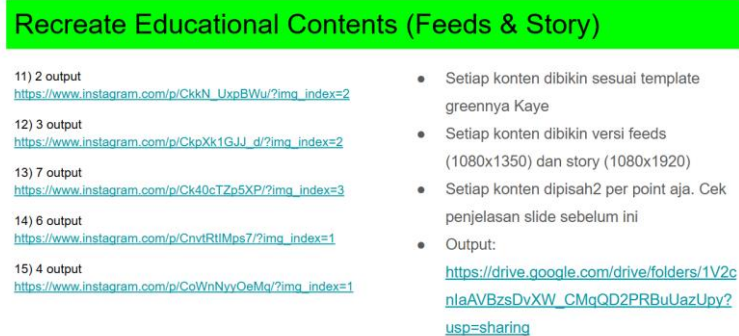 Recreate Educational Contents (Feeds & Story)
11) 2 output
https://www.instagram.com/p/CkkN_UxpBWu/?img_index=2
12) 3 output
https://www.instagram.com/p/CkpXk1GJJ_d/?img_index=2
13) 7 output
https://www.instagram.com/p/Ck40cTZp5XP/?img_index=3
14) 6 output
https://www.instagram.com/p/CnvtRtIMps7/?img_index=1
15) 4 output
https://www.instagram.com/p/CoWnNyyOeMq/?img_index=1
● Setiap konten dibikin sesuai template
greennya Kaye
● Setiap konten dibikin versi feeds
(1080x1350) dan story (1080x1920)
● Setiap konten dipisah2 per point aja. Cek
penjelasan slide sebelum ini
● Output:
https://drive.google.com/drive/folders/1V2c
nlaAVBzsDvXW_CMqQD2PRBuUazUpy?
usp=sharing